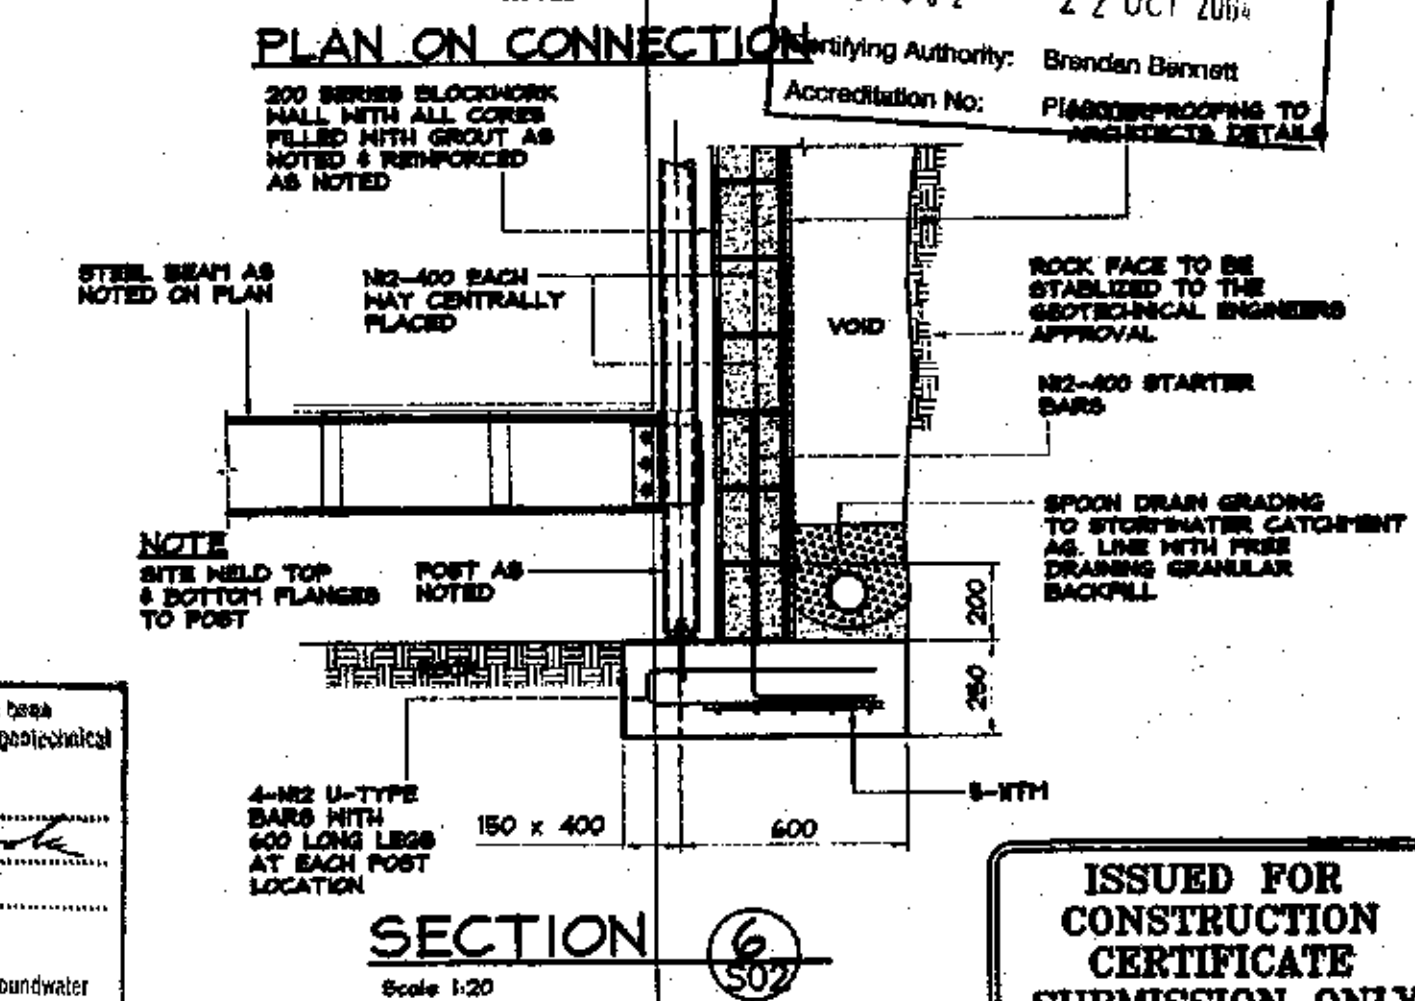 22 OCT 2004
PLAN ON CONNECTION
Certifying Authority: Brendan Bennett
Accreditation No:
WATERPROOFING TO
ARCHITECTS DETAILS
200 SERIES BLOCKWORK
WALL WITH ALL CORES
FILLED WITH GROUT AS
NOTED & REINFORCED
AS NOTED
STEEL BEAM AS
NOTED ON PLAN
N12-400 EACH
WAY CENTRALLY
PLACED
VOID
ROCK FACE TO BE
STABLIZED TO THE
GEOTECHNICAL ENGINEERS
APPROVAL
N12-400 STARTER
BARS
SPOON DRAIN GRADING
TO STORMWATER CATCHMENT
AG. LINE WITH FREE
DRAINING GRANULAR
BACKFILL
NOTE
SITE WELD TOP
& BOTTOM FLANGES
TO POST
POST AS
NOTED
200
250
been
geotechnical
4-N12 U-TYPE
BARS WITH
600 LONG LEGS
AT EACH POST
LOCATION
150 x 400
600
SECTION
6
S02
Scale 1:20
ISSUED FOR
CONSTRUCTION
CERTIFICATE
SUBMISSION ONLY